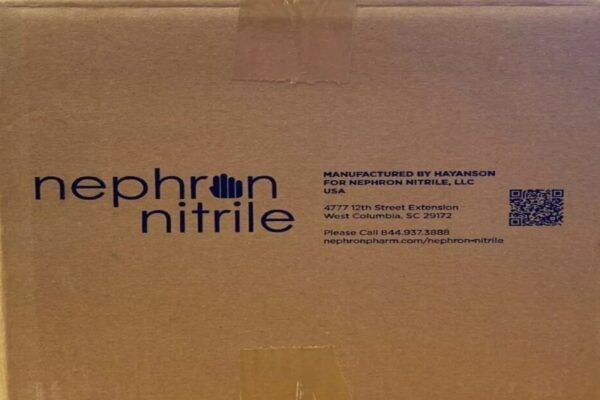 nephron
nitrile
MANUFACTURED BY HAYANSON
FOR NEPHRON NITRILE, LLC
USA
4777 12th Street Extension
West Columbia, SC 29172
Please Call 844.937.3888
nephronpharm.com/nephron-nitrile